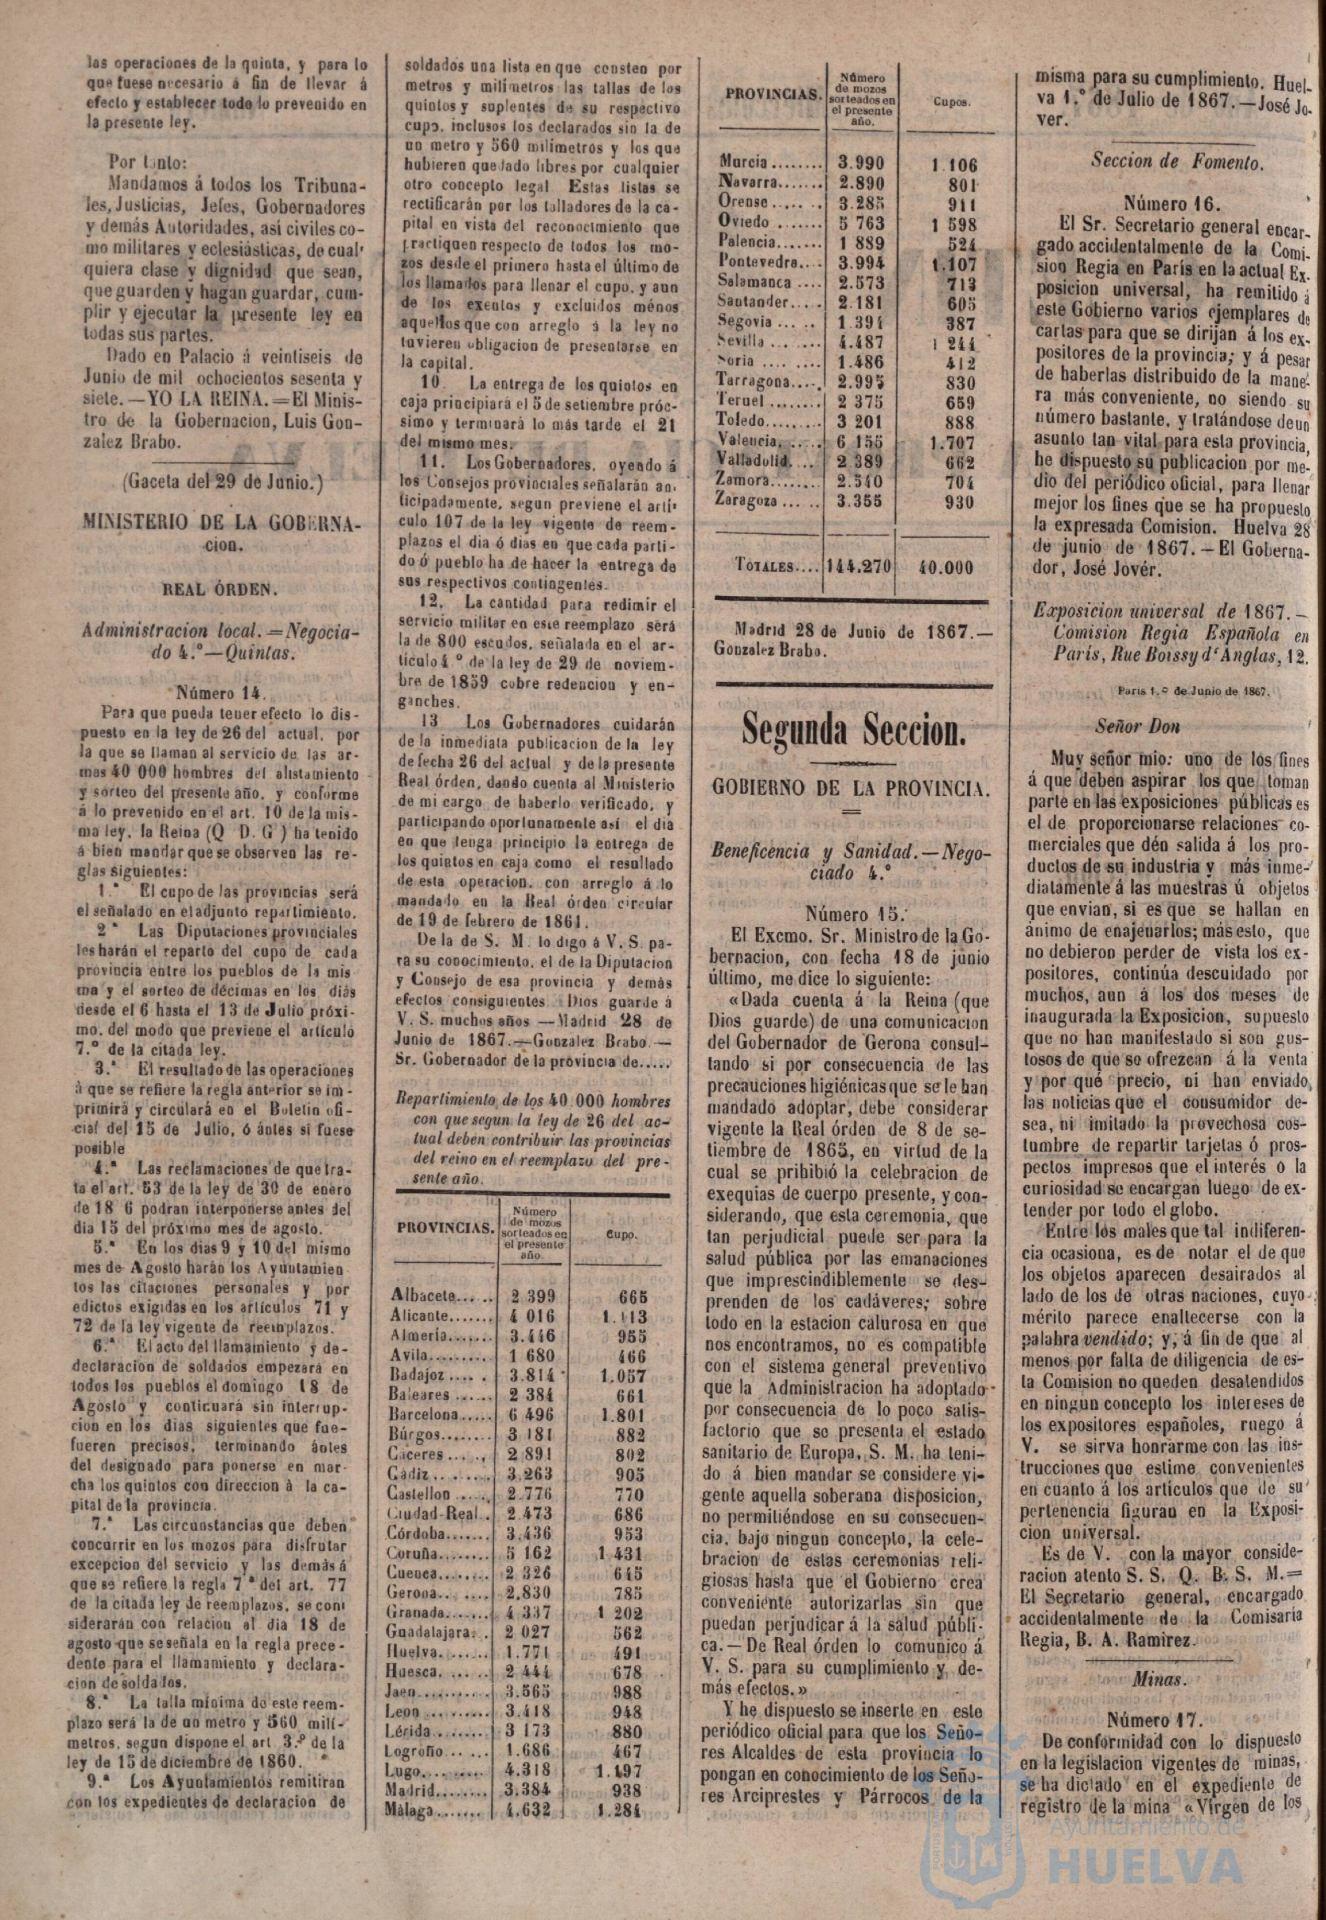 las operaciones de la quinta, y para lo
que fuese necesario á fin de llevar á
efecto y establecer todo lo prevenido en
la presente ley.
Por tanto:
Mandamos á todos los Tribuna-
les, Justicias, Jefes, Gobernadores
y demás Autoridades, asi civiles co-
mo militares y eclesiásticas, de cual-
quiera clase y dignidad que sean,
que guarden y hagan guardar, cum-
plir y ejecutar la presente ley en
todas sus partes.
Dado en Palacio á veintiseis de
Junio de mil ochocientos sesenta y
siete.—YO LA REINA.=El Minis-
tro de la Gobernacion, Luis Gon-
zalez Brabo.
(Gaceta del 29 de Junio.)
MINISTERIO DE LA GOBERNA-
cion.
REAL ÓRDEN.
Administracion local.=Negocia-
do 4.º—Quintas.
Número 14.
Para que pueda tener efecto lo dis-
puesto en la ley de 26 del actual, por
la que se llaman al servicio de las ar-
mas 40 000 hombres del alistamiento
y sorteo del presente año, y conforme
á lo prevenido en el art. 10 de la mis-
ma ley, la Reina (Q D. G ) ha tenido
á bien mandar que se observen las re-
glas siguientes:
1.ª El cupo de las provincias será
el señalado en el adjunto repartimiento.
2 ª Las Diputaciones provinciales
les harán el reparto del cupo de cada
provincia entre los pueblos de la mis
ma y el sorteo de décimas en los dias
desde el 6 hasta el 13 de Julio próxi-
mo, del modo que previene el artículo
7.º de la citada ley.
3.ª El resultado de las operaciones
á que se refiere la regla anterior se im-
primirá y circulará en el Boletin ofi-
cial del 15 de Julio, ó ántes si fuese
posible
4.ª Las reclamaciones de que tra-
ta el art. 53 de la ley de 30 de enero
de 18 6 podran interponerse antes del
dia 15 del próximo mes de agosto.
5.ª En los dias 9 y 10 del mismo
mes de Agosto harán los Ayuntamien
tos las citaciones personales y por
edictos exigidas en los artículos 71 y
72 de la ley vigente de reemplazos.
6.ª El acto del llamamiento y de-
declaracion de soldados empezará en
todos los pueblos el domingo 18 de
Agosto y continuará sin interrup-
cion en los dias siguientes que fue-
fueren precisos, terminando ántes
del designado para ponerse en mar-
cha los quintos con direccion á la ca-
pital de la provincia.
7.ª Las circunstancias que deben
concurrir en los mozos para disfrutar
excepcion del servicio y las demás á
que se refiere la regla 7 ª del art. 77
de la citada ley de reemplazos, se con
siderarán con relacion al dia 18 de
agosto que se señala en la regla prece-
dente para el llamamiento y declara-
cion de soldados.
8.ª La talla mínima de este reem-
plazo será la de un metro y 560 milí-
metros, segun dispone el art 3.º de la
ley de 15 de diciembre de 1860.
9.ª Los Ayuntamientos remitiran
con los expedientes de declaracion de
soldados una lista en que consten por
metros y milímetros las tallas de los
quintos y suplentes de su respectivo
cupo, inclusos los declarados sin la de
un metro y 560 milimetros y los que
hubieren quedado libres por cualquier
otro concepto legal Estas listas se
rectificarán por los talladores de la ca-
pital en vista del reconocimiento que
practiquen respecto de todos los mo-
zos desde el primero hasta el último de
los llamados para llenar el cupo, y aun
de los exentos y excluidos ménos
aquellos que con arreglo á la ley no
tuvieren obligacion de presentarse en
la capital.
10. La entrega de los quintos en
caja principiará el 5 de setiembre próc-
simo y terminará lo más tarde el 21
del mismo mes.
11. Los Gobernadores, oyendo á
los Consejos provinciales señalarán an-
ticipadamente, segun previene el artí-
culo 107 de la ley vigente de reem-
plazos el dia ó dias en que cada parti-
do ó pueblo ha de hacer la entrega de
sus respectivos contingentes.
12. La cantidad para redimir el
servicio militar en este reemplazo será
la de 800 escudos, señalada en el ar-
tículo 4 º de la ley de 29 de noviem-
bre de 1859 cobre redencion y en-
ganches.
13 Los Gobernadores cuidarán
de la inmediata publicacion de la ley
de fecha 26 del actual y de la presente
Real órden, dando cuenta al Ministerio
de mi cargo de haberlo verificado, y
participando oportunamente así el dia
en que tenga principio la entrega de
los quintos en caja como el resultado
de esta operacion, con arreglo á lo
mandado en la Real órden circular
de 19 de febrero de 1861.
De la de S. M. lo digo á V. S. pa-
ra su conocimiento, el de la Diputacion
y Consejo de esa provincia y demás
efectos consiguientes Dios guarde á
V. S. muchos años —Madrid 28 de
Junio de 1867.—Gonzalez Brabo.—
Sr. Gobernador de la provincia de.....
Repartimiento de los 40 000 hombres
con que segun la ley de 26 del ac-
tual deben contribuir las provincias
del reino en el reemplazo del pre-
sente año.
PROVINCIAS. Número de mozos sorteados en el presente año. Cupo.
Albacete... .. 2 399 665
Alicante...... 4 016 1.113
Almería....... 3.446 955
Avila......... 1 680 466
Badajoz .... . 3.814 1.057
Baleares ..... 2 384 661
Barcelona..... 6 496 1.801
Búrgos........ 3 181 882
Cáceres ... ., 2 891 802
Cádiz .. . ... 3.263 905
Castellon .... 2.776 770
Ciudad-Real.. 2.473 686
Córdoba....... 3.436 953
Coruña........ 5 162 1 431
Cuenca........ 2 326 645
Gerona.. .... 2.830 785
Granada....... 4 337 1 202
Guadalajara. . 2 027 562
Huelva....... 1.771 491
Huesca. ..... 2 444 678
Jaen.......... 3.565 988
Leon ......... 3.418 948
Lérida ....... 3 173 880
Logroño... ... 1.686 467
Lugo......... 4.318 1.197
Madrid........ 3.384 938
Málaga....... 4.632 1.284
PROVINCIAS. Número de mozos sorteados en el presente año. Cupos.
Murcia ........ 3.990 1 106
Navarra....... 2.890 801
Orense ... .. . 3.285 911
Oviedo ....... 5 763 1 598
Palencia....... 1 889 524
Pontevedra.... 3.994 1.107
Salamanca .... 2.573 713
Santander... . 2.181 605
Segovia ... .. 1.394 387
Sevilla ... ... 4.487 1 244
Soria .... .... 1.486 412
Tarragona.... 2.995 830
Teruel ........ 2 375 659
Toledo........ 3 201 888
Valencia. .... 6 155 1.707
Valladolid. ... 2.389 662
Zamora....... 2.540 704
Zaragoza ... .. 3.355 930
TOTALES.... 144.270 40.000
Madrid 28 de Junio de 1867.—
Gonzalez Brabo.
Segunda Seccion.
GOBIERNO DE LA PROVINCIA.
Beneficencia y Sanidad.—Nego-
ciado 4.º
Número 15.
El Excmo. Sr. Ministro de la Go-
bernacion, con fecha 18 de junio
último, me dice lo siguiente:
«Dada cuenta á la Reina (que
Dios guarde) de una comunicacion
del Gobernador de Gerona consul-
tando si por consecuencia de las
precauciones higiénicas que se le han
mandado adoptar, debe considerar
vigente la Real órden de 8 de se-
tiembre de 1865, en virtud de la
cual se prohibió la celebracion de
exequias de cuerpo presente, y con-
siderando, que esta ceremonia, que
tan perjudicial puede ser para la
salud pública por las emanaciones
que imprescindiblemente se des-
prenden de los cadáveres; sobre
todo en la estacion calurosa en que
nos encontramos, no es compatible
con el sistema general preventivo
que la Administracion ha adoptado
por consecuencia de lo poco satis-
factorio que se presenta el estado
sanitario de Europa, S. M. ha teni-
do á bien mandar se considere vi-
gente aquella soberana disposicion,
no permitiéndose en su consecuen-
cia, bajo ningun concepto, la cele-
bracion de estas ceremonias reli-
giosas hasta que el Gobierno crea
conveniente autorizarlas sin que
puedan perjudicar á la salud públi-
ca.—De Real órden lo comunico á
V. S. para su cumplimiento y de-
más efectos.»
Y he dispuesto se inserte en este
periódico oficial para que los Seño-
res Alcaldes de esta provincia lo
pongan en conocimiento de los Seño-
res Arciprestes y Párrocos de la
misma para su cumplimiento. Huel-
va 1.º de Julio de 1867.—José Jo-
ver.
Seccion de Fomento.
Número 16.
El Sr. Secretario general encar-
gado accidentalmente de la Comi-
sion Regia en París en la actual Ex-
posicion universal, ha remitido á
este Gobierno varios ejemplares de
cartas para que se dirijan á los ex-
positores de la provincia; y á pesar
de haberlas distribuido de la mane-
ra más conveniente, no siendo su
número bastante, y tratándose de un
asunto tan vital para esta provincia,
he dispuesto su publicacion por me-
dio del periódico oficial, para llenar
mejor los fines que se ha propuesto
la expresada Comision. Huelva 28
de junio de 1867.—El Goberna-
dor, José Jovér.
Exposicion universal de 1867.—
Comision Regia Española en
París, Rue Boissy d'Anglas, 12.
París 1.º de Junio de 1867.
Señor Don
Muy señor mio: uno de los fines
á que deben aspirar los que toman
parte en las exposiciones públicas es
el de proporcionarse relaciones co-
merciales que dén salida á los pro-
ductos de su industria y más inme-
diatamente á las muestras ú objetos
que envian, si es que se hallan en
ánimo de enajenarlos; más esto, que
no debieron perder de vista los ex-
positores, continúa descuidado por
muchos, aun á los dos meses de
inaugurada la Exposicion, supuesto
que no han manifestado si son gus-
tosos de que se ofrezcan á la venta
y por qué precio, ni han enviado
las noticias que el consumidor de-
sea, ni imitado la provechosa cos-
tumbre de repartir tarjetas ó pros-
pectos impresos que el interés ó la
curiosidad se encargan luego de ex-
tender por todo el globo.
Entre los males que tal indiferen-
cia ocasiona, es de notar el de que
los objetos aparecen desairados al
lado de los de otras naciones, cuyo
mérito parece enaltecerse con la
palabra vendido; y, á fin de que al
menos por falta de diligencia de es-
ta Comision no queden desatendidos
en ningun concepto los intereses de
los expositores españoles, ruego á
V. se sirva honrarme con las ins-
trucciones que estime convenientes
en cuanto á los artículos que de su
pertenencia figuran en la Exposi-
cion universal.
Es de V. con la mayor conside-
racion atento S. S. Q. B. S. M.=
El Secretario general, encargado
accidentalmente de la Comisaría
Regia, B. A. Ramirez.
Minas.
Número 17.
De conformidad con lo dispuesto
en la legislacion vigentes de minas,
se ha dictado en el expediente de
registro de la mina «Vírgen de los
Ayuntamiento de
HUELVA